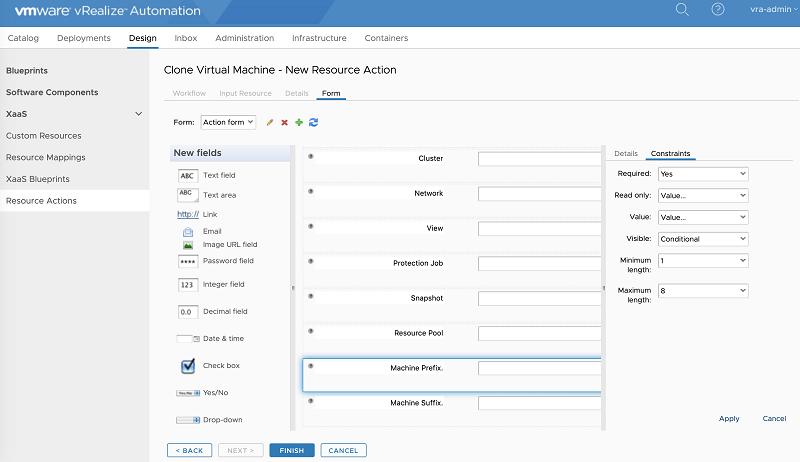 vmware® vRealize™ Automation
vra-admin
Catalog
Deployments
Design
Inbox
Administration
Infrastructure
Containers
Blueprints
Software Components
XaaS
Custom Resources
Resource Mappings
XaaS Blueprints
Resource Actions
Clone Virtual Machine - New Resource Action
Workflow
Input Resource
Details
Form
Form:
Action form
New fields
ABC
Text field
ABC
Text area
http://
Link
Email
Image URL field
****
Password field
123
Integer field
0.0
Decimal field
Date & time
Check box
Yes/No
Yes/No
Drop-down
Cluster
Network
View
Protection Job
Snapshot
Resource Pool
Machine Prefix.
Machine Suffix.
Details
Constraints
Required:
Yes
Read only:
Value...
Value:
Value...
Visible:
Conditional
Minimum
length:
1
Maximum
length:
8
Apply
Cancel
< BACK
NEXT >
FINISH
CANCEL